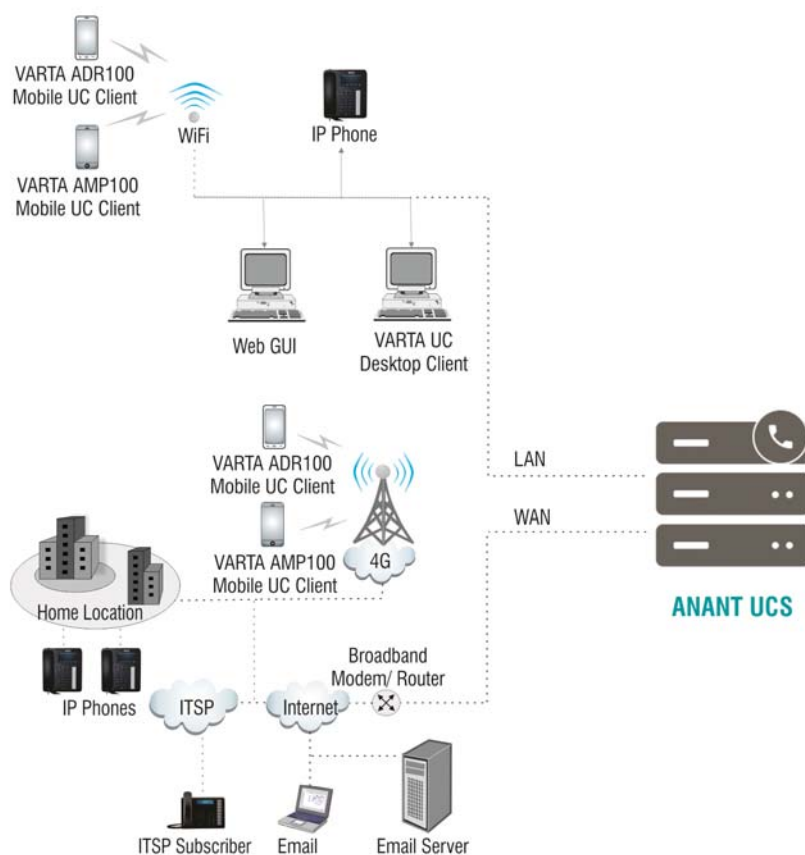 VARTA ADR100
Mobile UC Client
WiFi
IP Phone
VARTA AMP100
Mobile UC Client
Web GUI
VARTA UC
Desktop Client
VARTA ADR100
Mobile UC Client
LAN
WAN
VARTA AMP100
Mobile UC Client
4G
ANANT UCS
Home Location
Broadband
Modem/ Router
IP Phones
ITSP
Internet
ITSP Subscriber
Email
Email Server